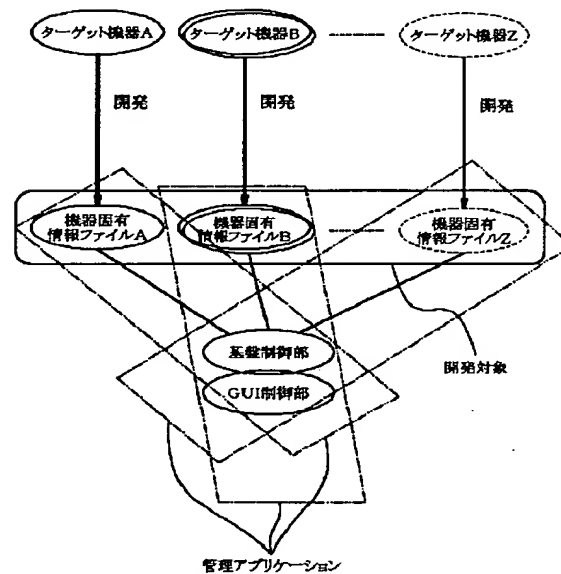 ターゲット機器A
ターゲット機器B
ターゲット機器Z
開発
開発
開発
機器固有
情報ファイルA
機器固有
情報ファイルB
機器固有
情報ファイルZ
基盤制御部
GUI制御部
開発対象
管理アプリケーション